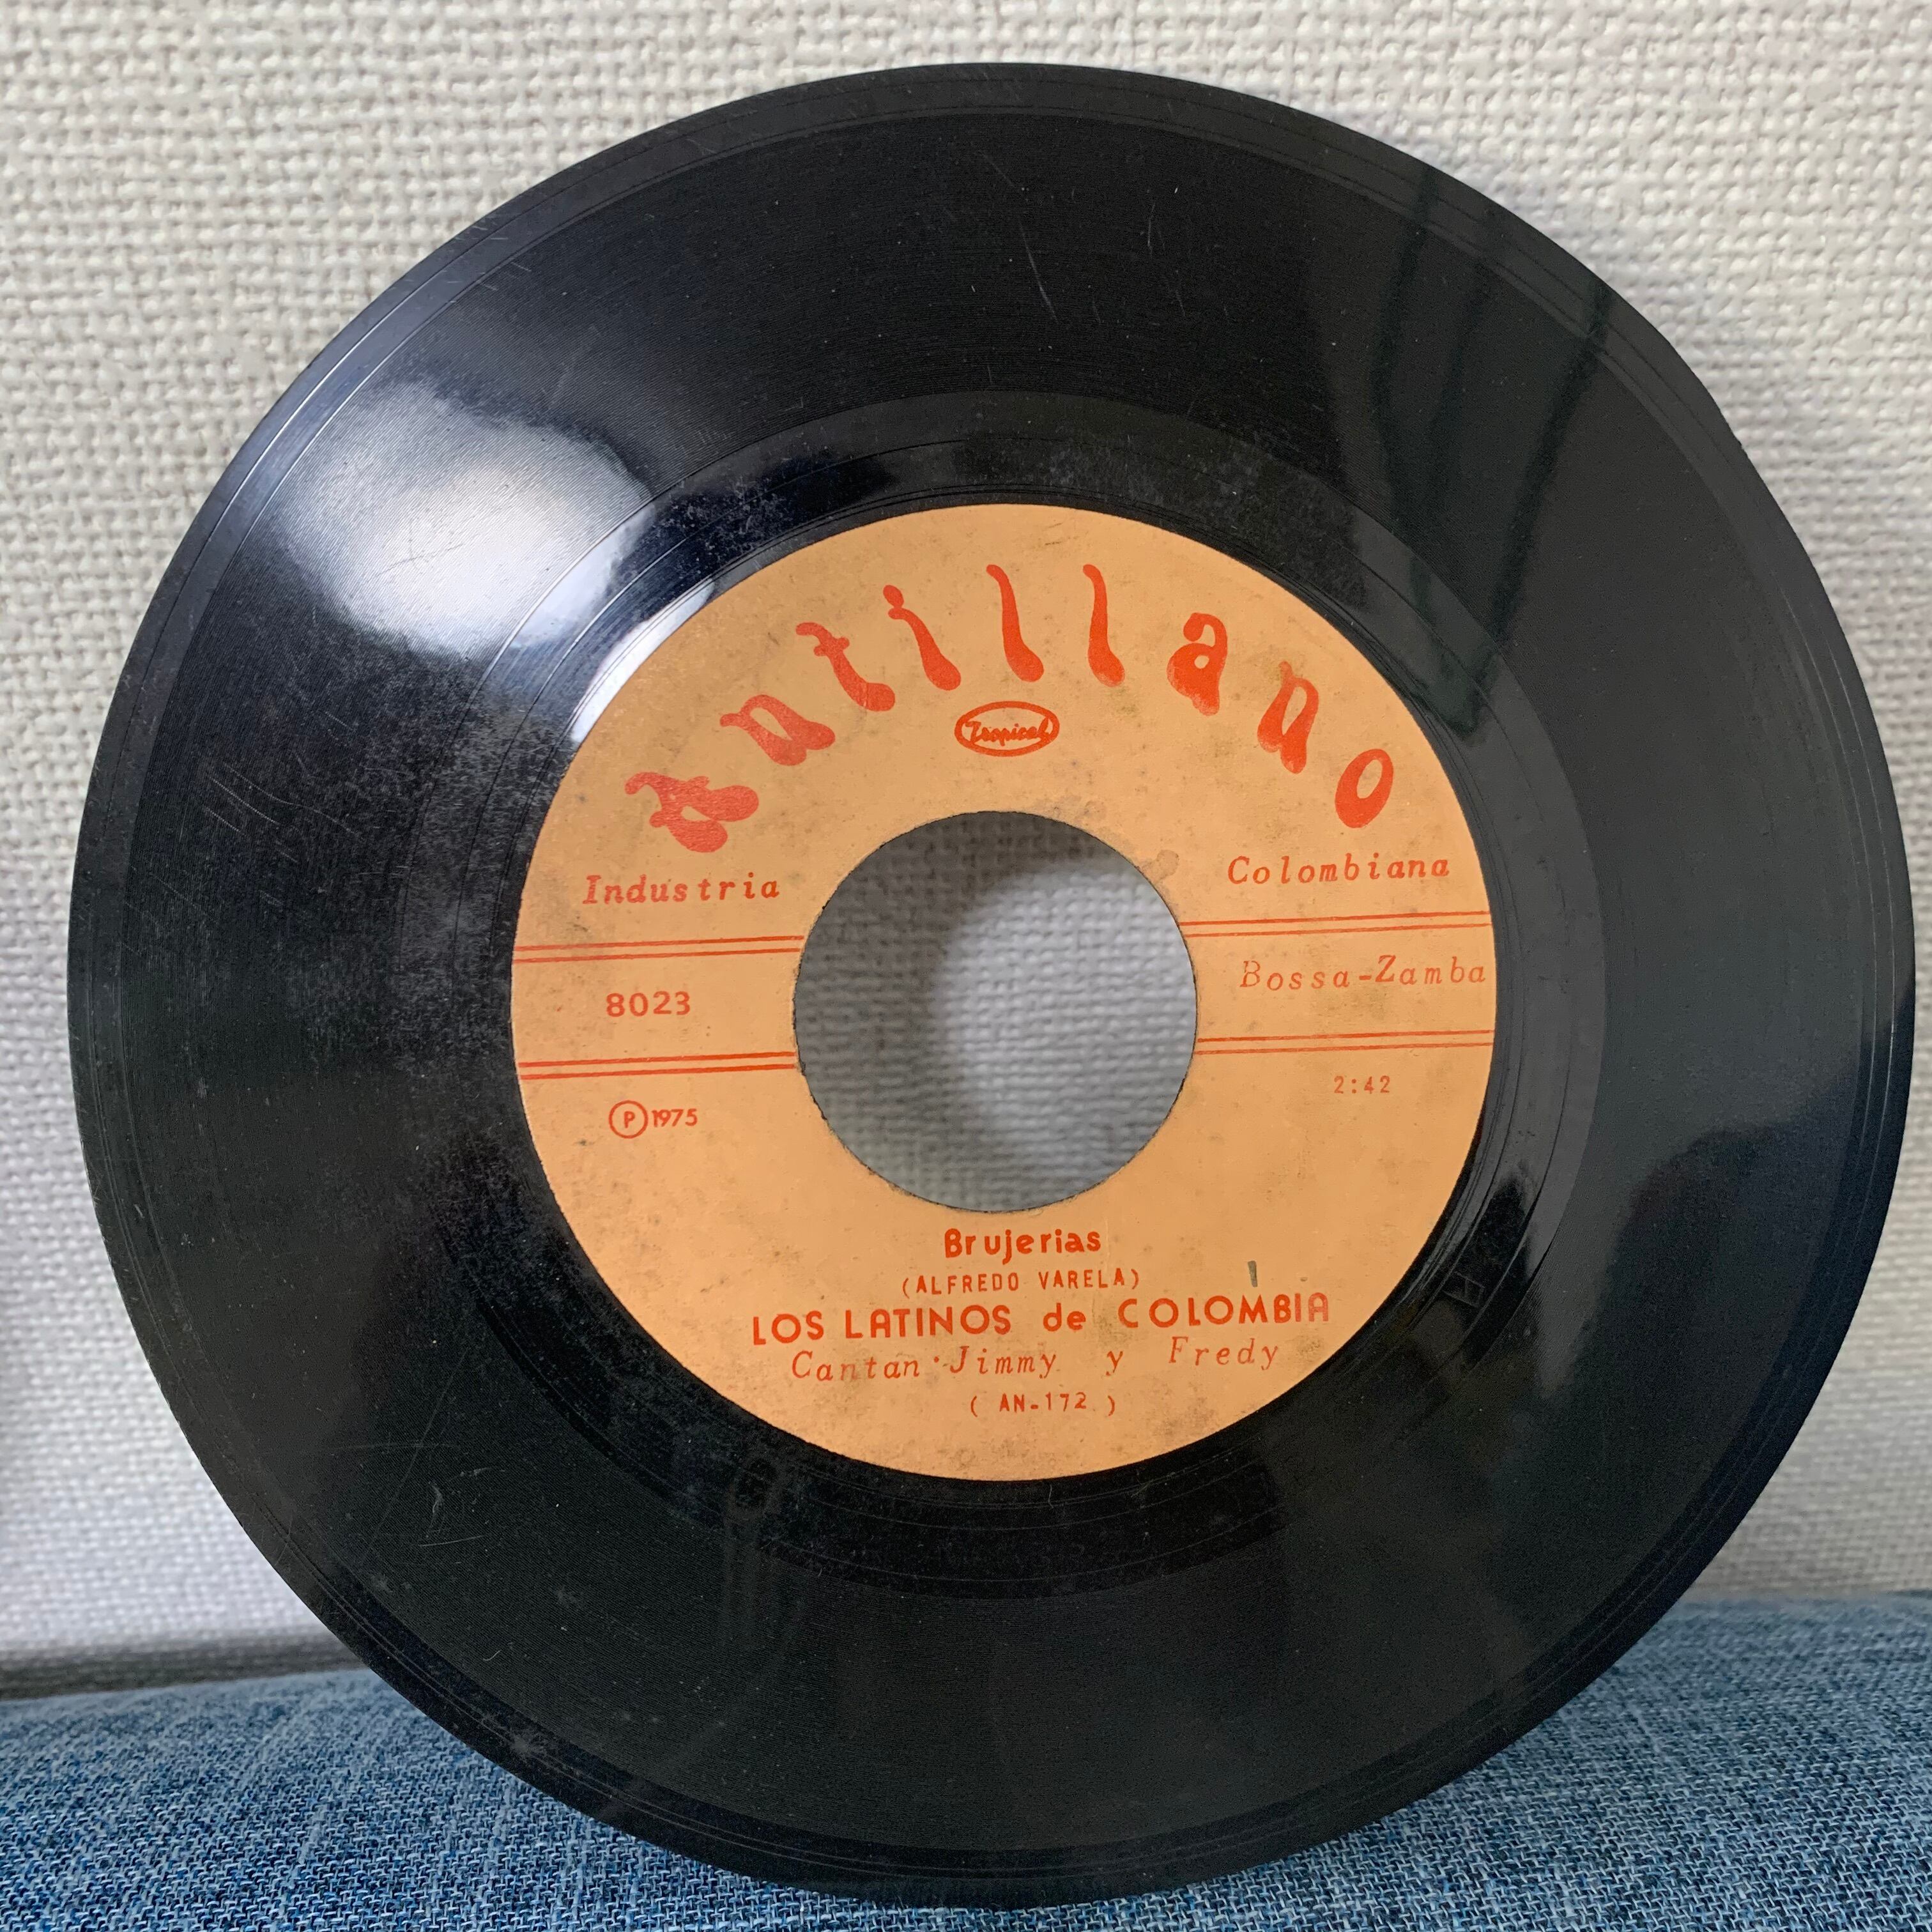 Antillano
Tropical
Industria Colombiana
8023 Bossa-Zamba
Ⓟ1975 2:42
Brujerias
(ALFREDO VARELA)
LOS LATINOS de COLOMBIA
Cantan Jimmy y Fredy
( AN-172 )